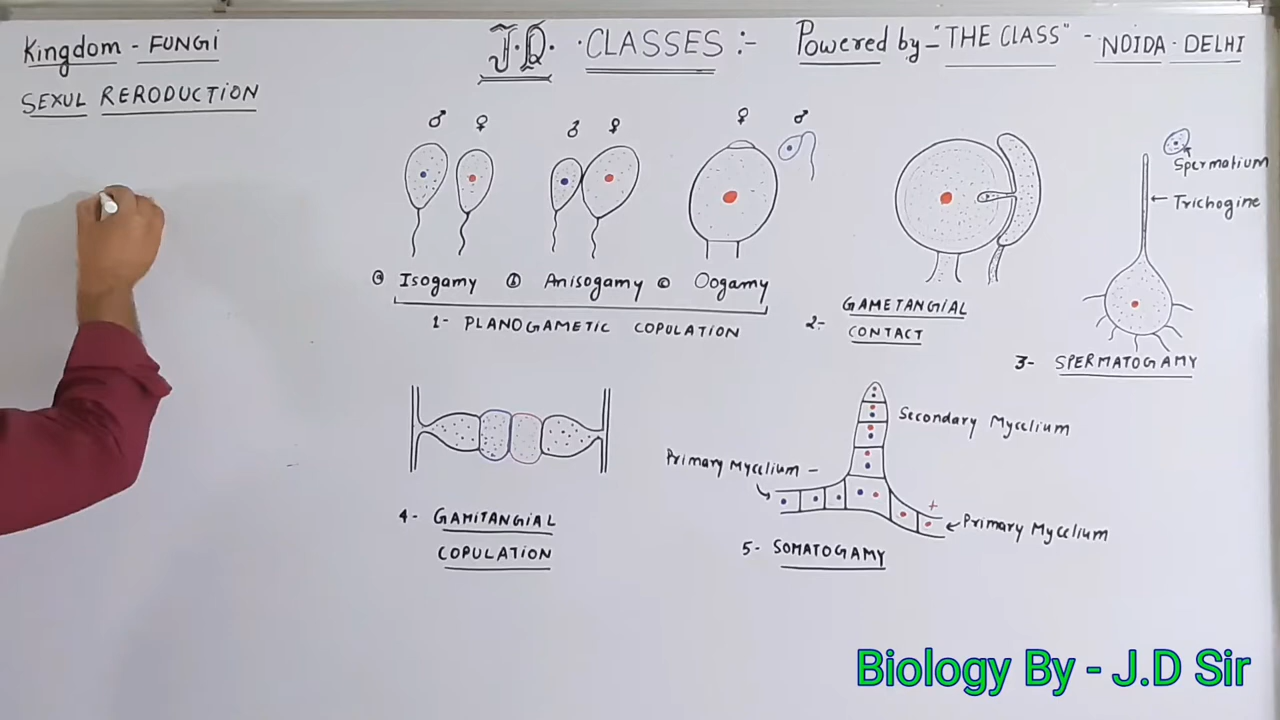 Kingdom - FUNGi
SEXUL RERODUCTiON
J.D. CLASSES :-
Powered by - "THE CLASS" - NOIDA - DELHI
♂ ♀ ♂ ♀ ♀ ♂
Spermatium
Trichogine
ⓐ Isogamy ⓑ Anisogamy ⓒ Oogamy
1- PLANOGAMETIC COPULATION
2- GAMETANGIAL
CONTACT
3- SPERMATOGAMY
Secondary Mycelium
Primary Mycelium -
+
Primary Mycelium
4- GAMITANGIAL
COPULATION
5- SOMATOGAMY
Biology By - J.D Sir